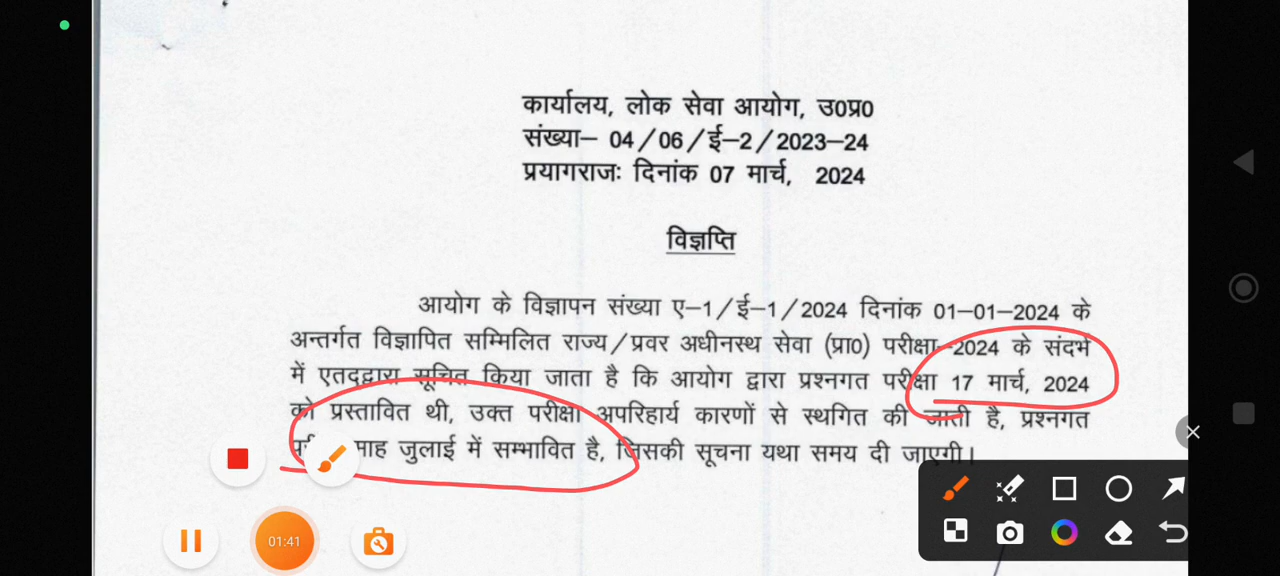 कार्यालय, लोक सेवा आयोग, उ0प्र0
संख्या– 04/06/ई–2/2023–24
प्रयागराजः दिनांक 07 मार्च, 2024
विज्ञप्ति
आयोग के विज्ञापन संख्या ए–1/ई–1/2024 दिनांक 01–01–2024 के
अन्तर्गत विज्ञापित सम्मिलित राज्य/प्रवर अधीनस्थ सेवा (प्रा0) परीक्षा–2024 के संदर्भ
में एतद्द्वारा सूचित किया जाता है कि आयोग द्वारा प्रश्नगत परीक्षा 17 मार्च, 2024
को प्रस्तावित थी, उक्त परीक्षा अपरिहार्य कारणों से स्थगित की जाती है, प्रश्नगत
माह जुलाई में सम्भावित है, जिसकी सूचना यथा समय दी जाएगी।
01:41